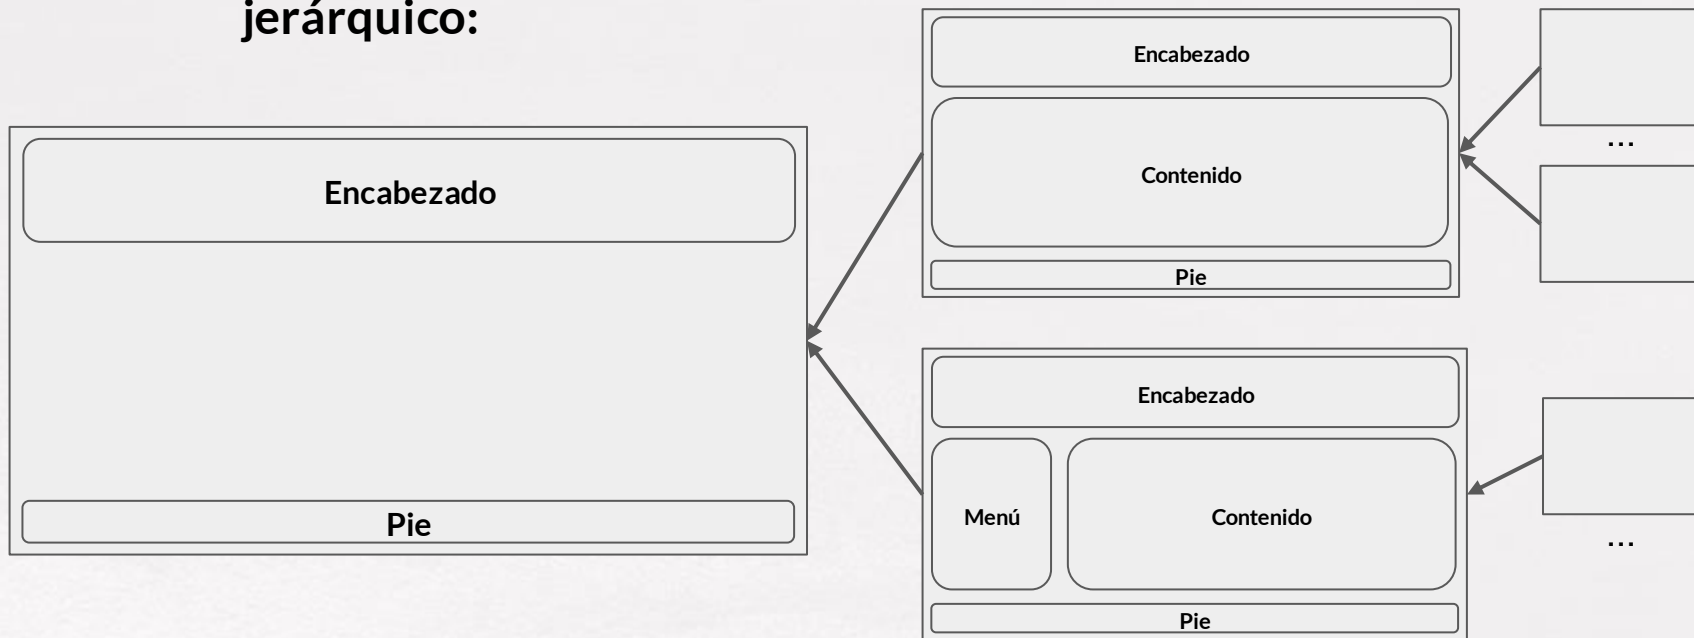 jerárquico:
Encabezado
Pie
Encabezado
Contenido
Pie
Encabezado
Menú
Contenido
Pie
...
...